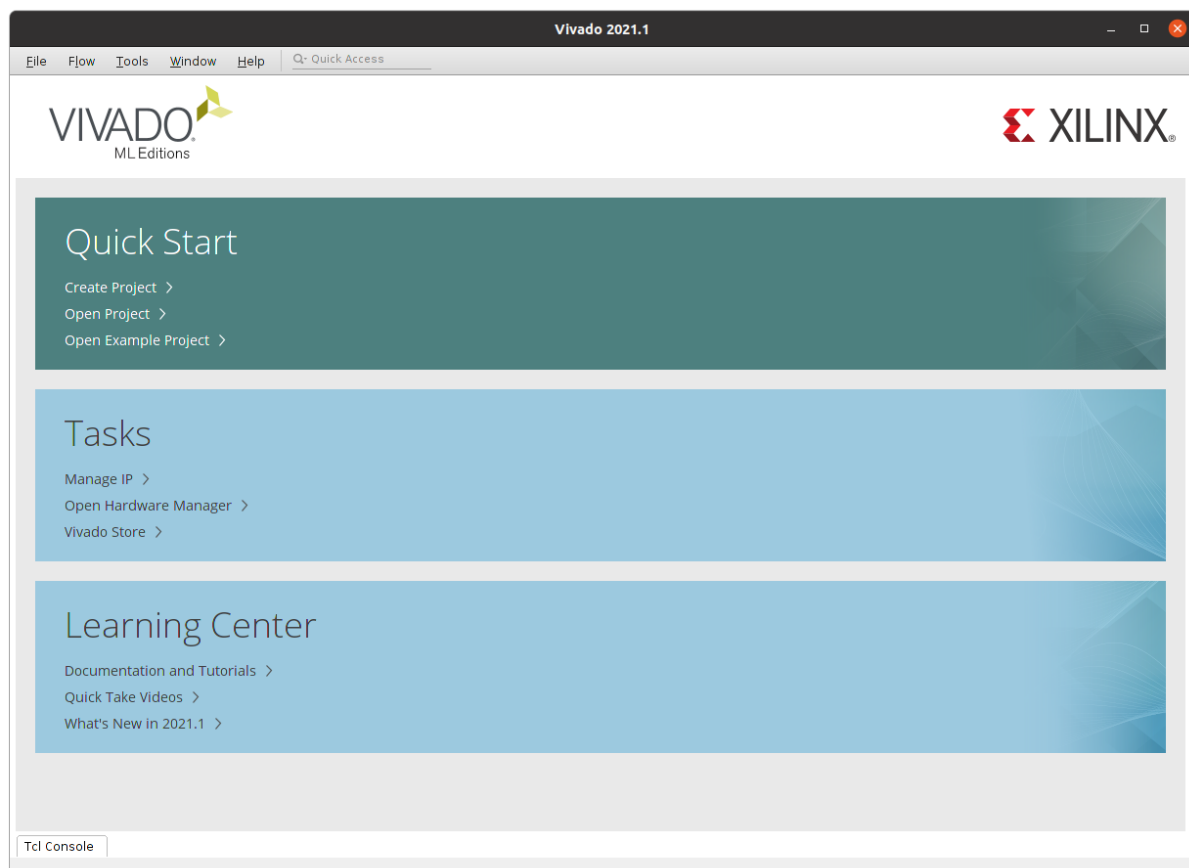 Vivado 2021.1
File Flow Tools Window Help Q- Quick Access
VIVADO.
ML Editions
XILINX®
Quick Start
Create Project >
Open Project >
Open Example Project >
Tasks
Manage IP >
Open Hardware Manager >
Vivado Store >
Learning Center
Documentation and Tutorials >
Quick Take Videos >
What's New in 2021.1 >
Tcl Console